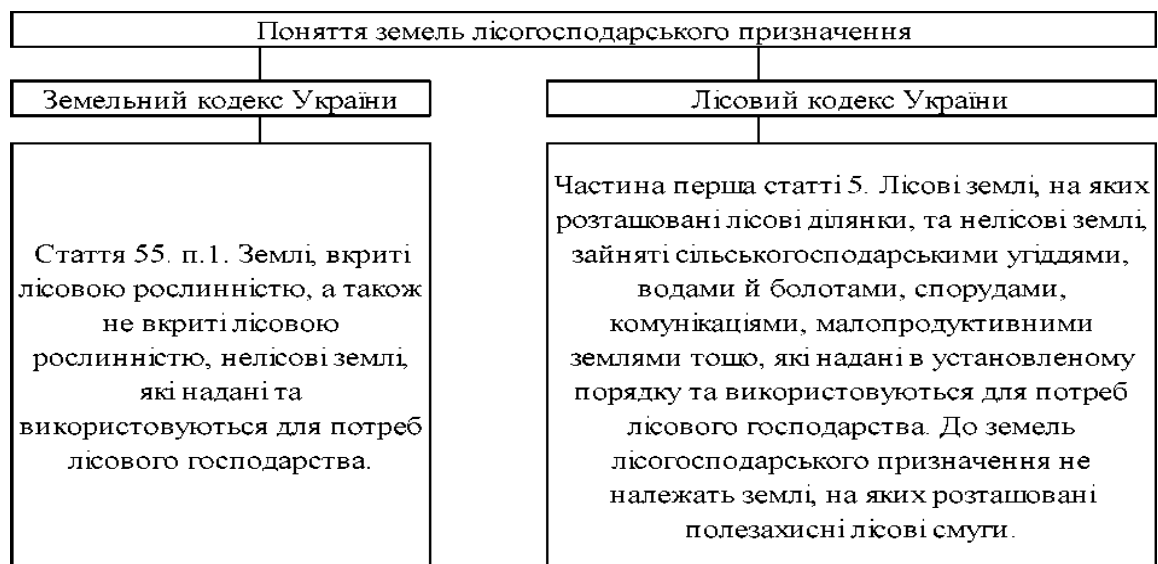 Поняття земель лісогосподарського призначення
Земельний кодекс України
Лісовий кодекс України
Стаття 55. п.1. Землі, вкриті
лісовою рослинністю, а також
не вкриті лісовою
рослинністю, нелісові землі,
які надані та
використовуються для потреб
лісового господарства.
Частина перша статті 5. Лісові землі, на яких
розташовані лісові ділянки, та нелісові землі,
зайняті сільськогосподарськими угіддями,
водами й болотами, спорудами,
комунікаціями, малопродуктивними
землями тощо, які надані в установленому
порядку та використовуються для потреб
лісового господарства. До земель
лісогосподарського призначення не
належать землі, на яких розташовані
полезахисні лісові смуги.